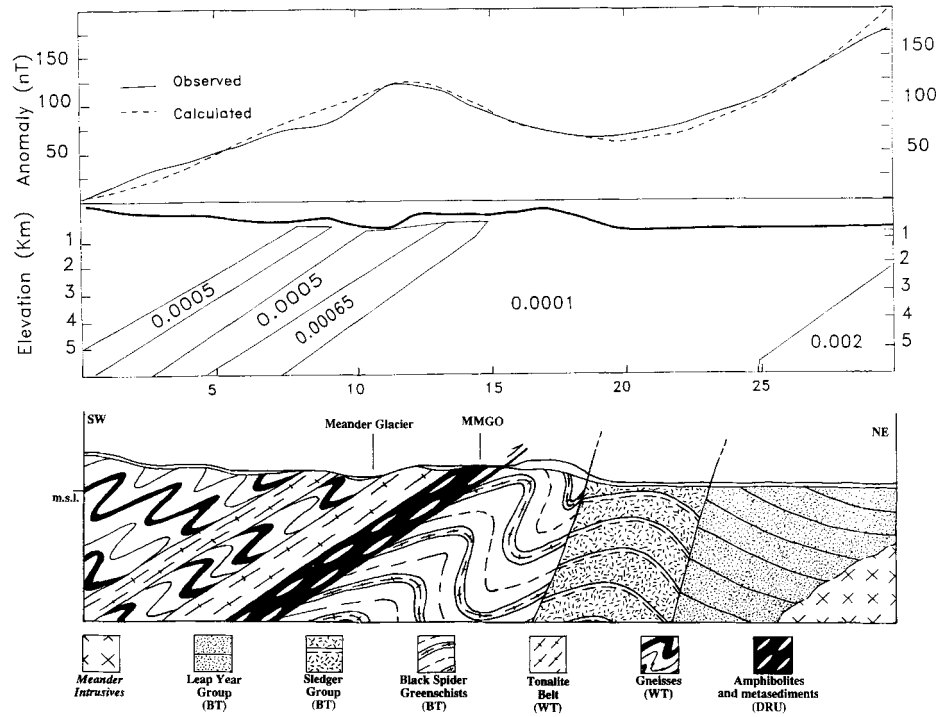 Anomaly (nT)
150
100
50
Observed
Calculated
150
100
50
Elevation (Km)
1
2
3
4
5
0.0005
0.0005
0.00065
0.0001
0.002
1
2
3
4
5
5
10
15
20
25
SW
Meander Glacier
MMGO
NE
m.s.l.
Meander
Intrusives
Leap Year
Group
(BT)
Sledger
Group
(BT)
Black Spider
Greenschists
(BT)
Tonalite
Belt
(WT)
Gneisses
(WT)
Amphibolites
and metasediments
(DRU)